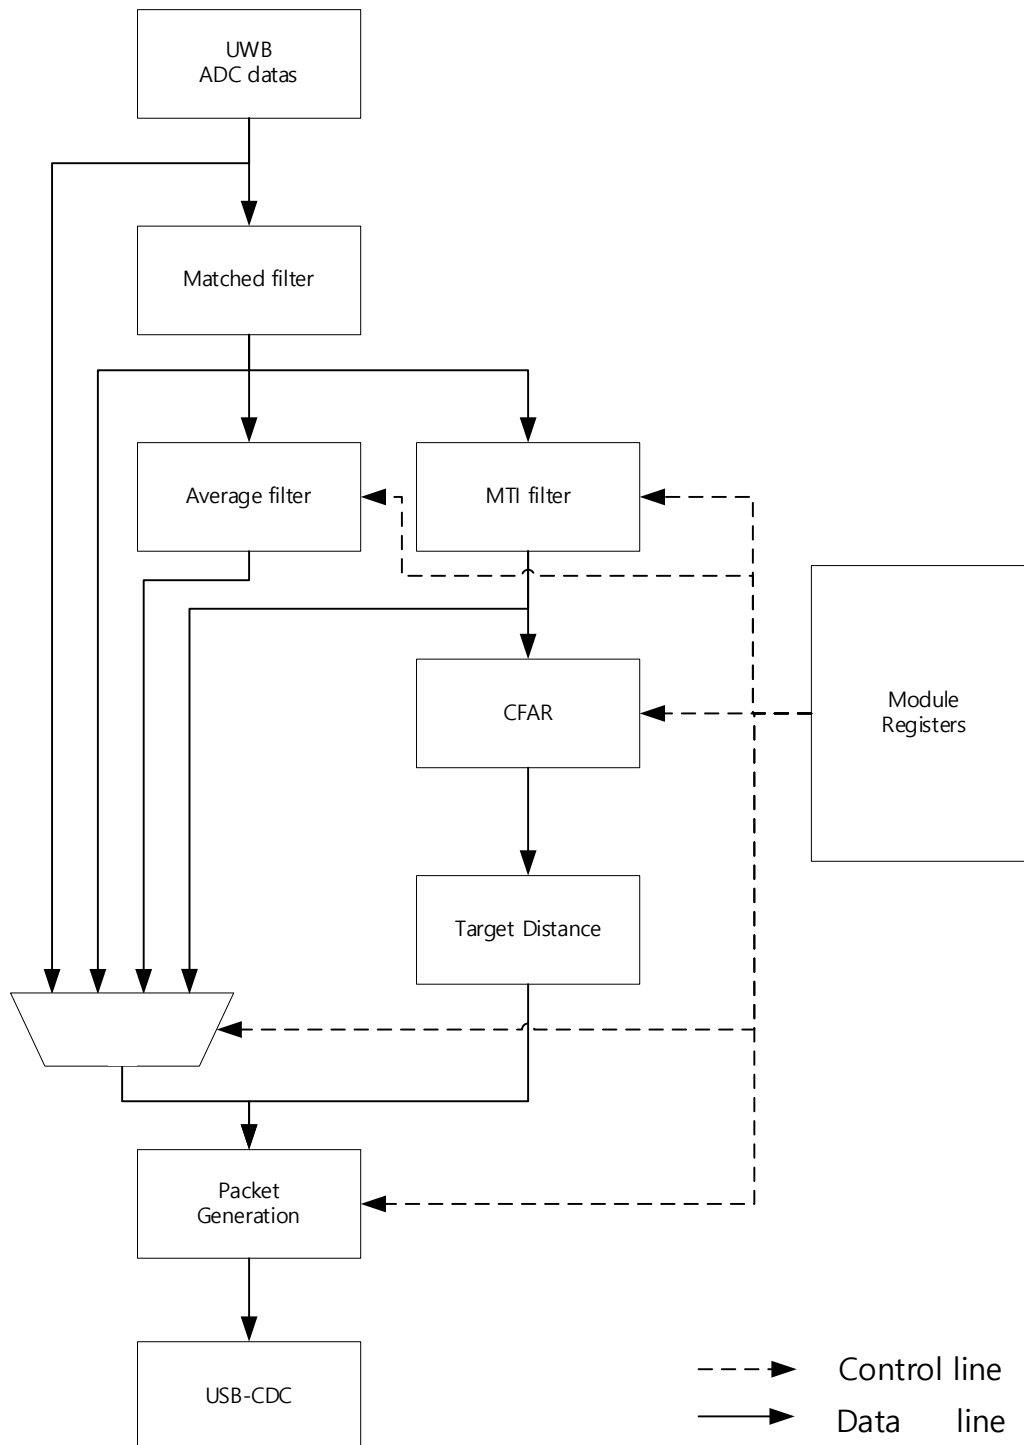 UWB
ADC datas
Matched filter
Average filter
MTI filter
CFAR
Module
Registers
Target Distance
Packet
Generation
USB-CDC
Control line
Data line